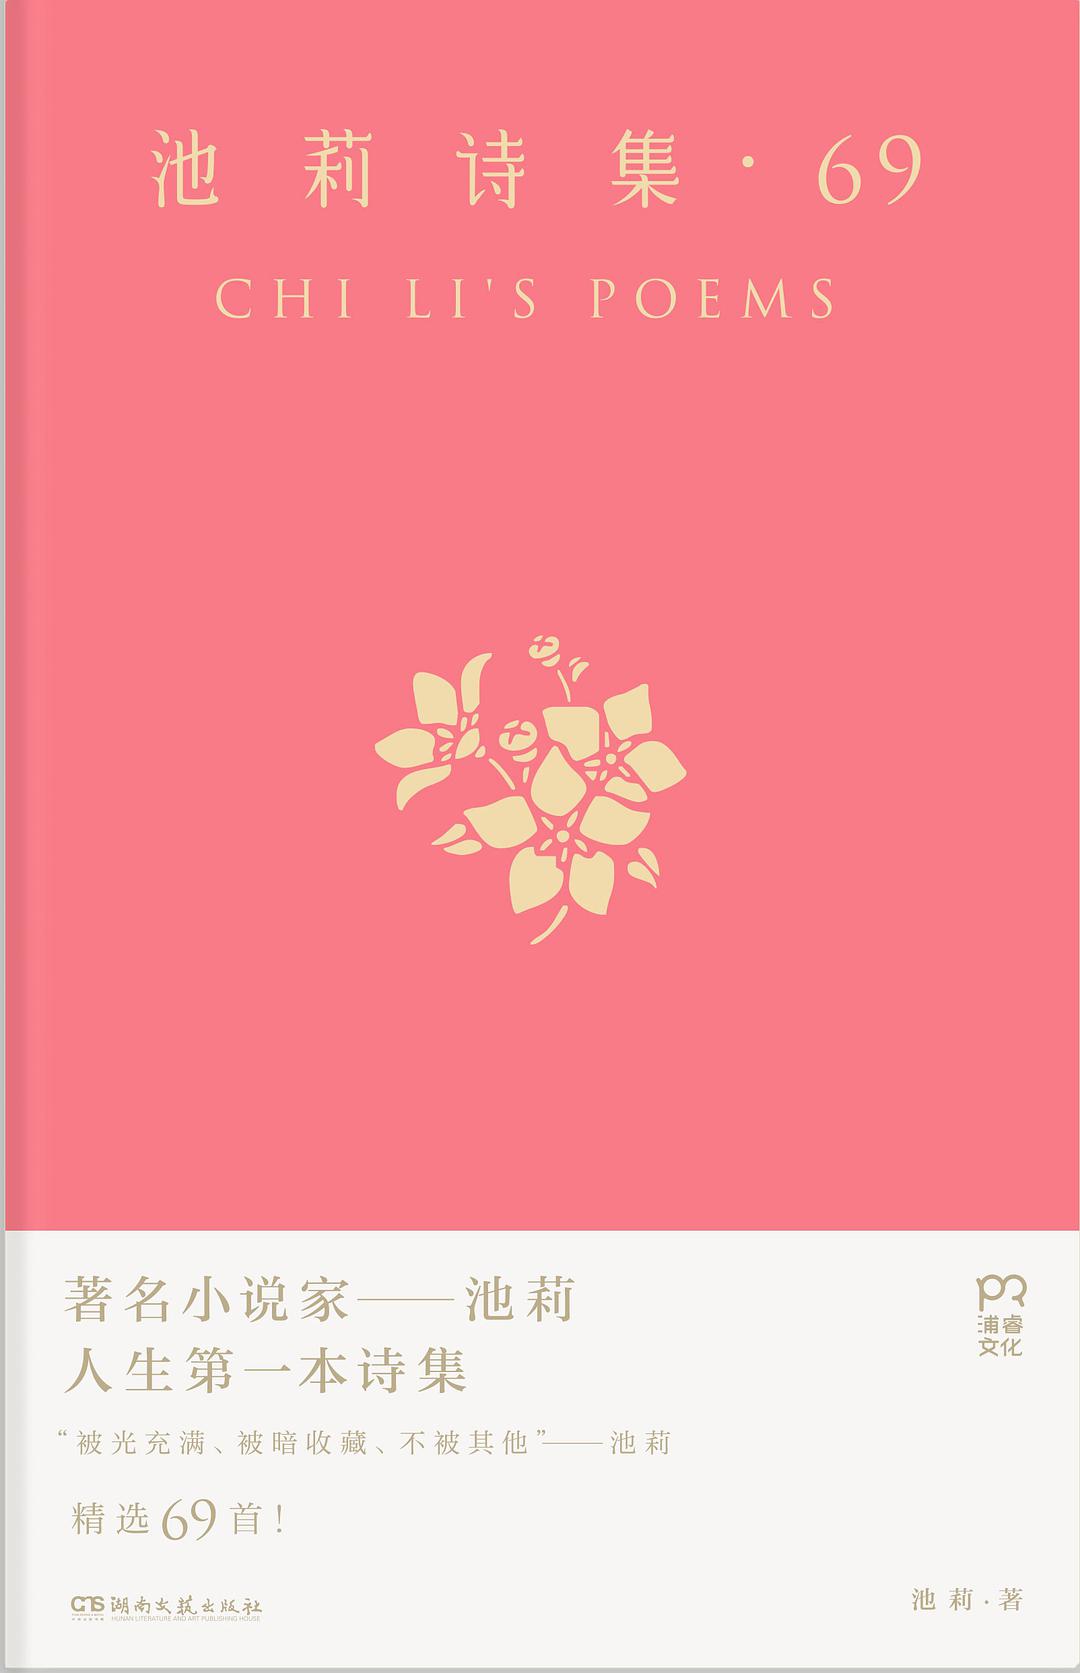 池莉诗集·69
CHI LI'S POEMS
著名小说家——池莉
人生第一本诗集
“被光充满、被暗收藏、不被其他”——池莉
精选69首!
浦睿
文化
湖南文艺出版社
HUNAN LITERATURE AND ART PUBLISHING HOUSE
池莉·著